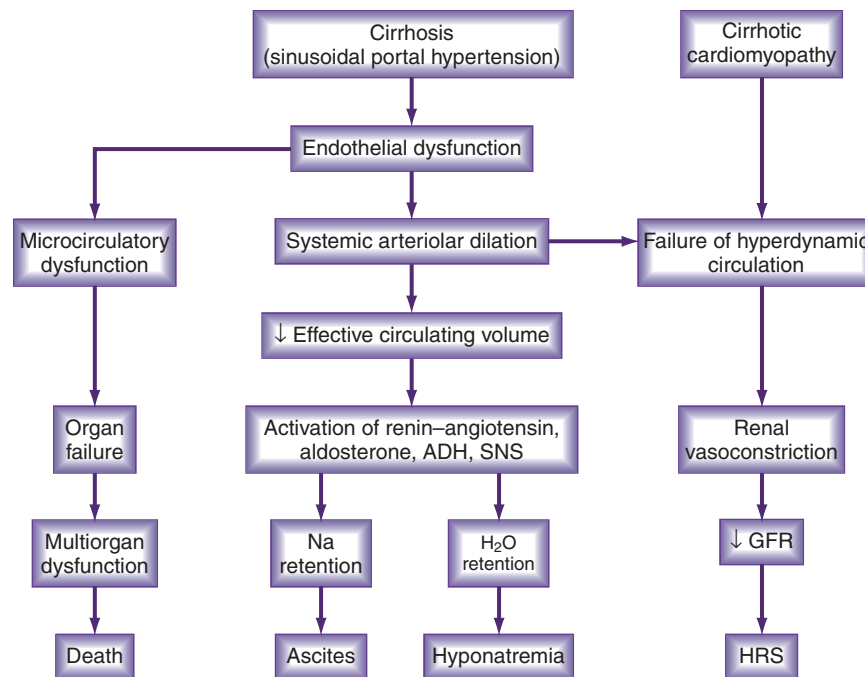 Cirrhosis
(sinusoidal portal hypertension)
Cirrhotic
cardiomyopathy
Endothelial dysfunction
Microcirculatory
dysfunction
Systemic arteriolar dilation
Failure of hyperdynamic
circulation
↓ Effective circulating volume
Organ
failure
Activation of renin–angiotensin,
aldosterone, ADH, SNS
Renal
vasoconstriction
Multiorgan
dysfunction
Na
retention
H₂O
retention
↓ GFR
Death
Ascites
Hyponatremia
HRS